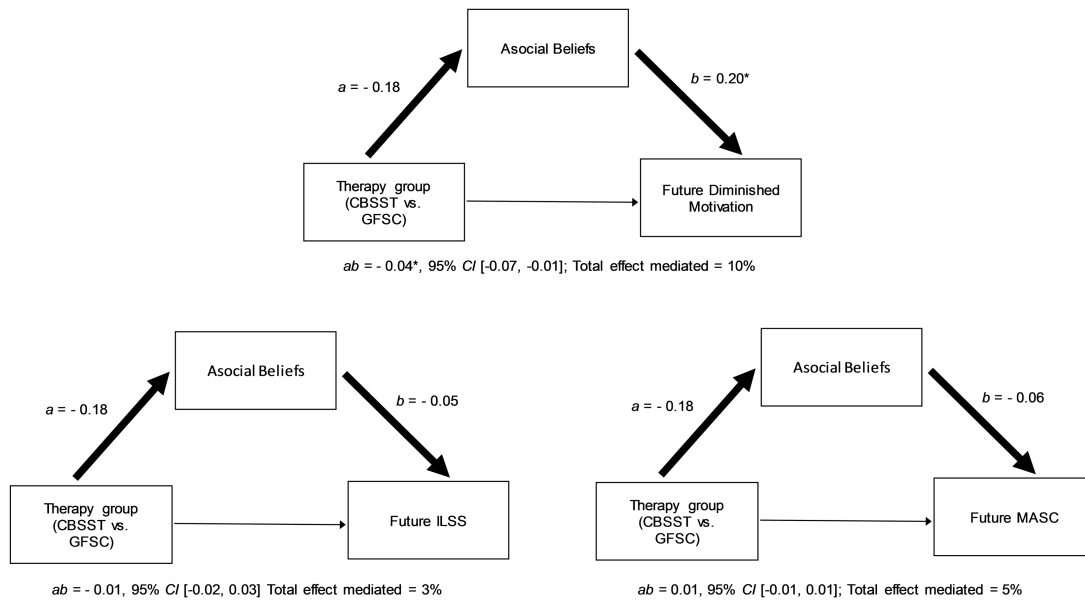 Asocial Beliefs
a = - 0.18
b = 0.20*
Therapy group
(CBSST vs.
GFSC)
Future Diminished
Motivation
ab = - 0.04*, 95% CI [-0.07, -0.01]; Total effect mediated = 10%
Asocial Beliefs
a = - 0.18
b = - 0.05
Therapy group
(CBSST vs.
GFSC)
Future ILSS
ab = - 0.01, 95% CI [-0.02, 0.03] Total effect mediated = 3%
Asocial Beliefs
a = - 0.18
b = - 0.06
Therapy group
(CBSST vs.
GFSC)
Future MASC
ab = 0.01, 95% CI [-0.01, 0.01]; Total effect mediated = 5%